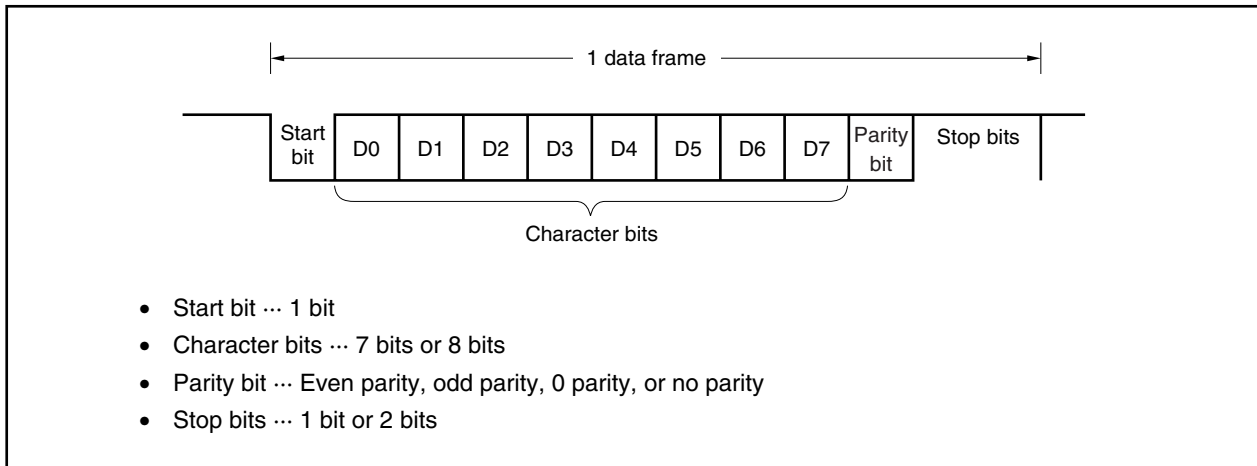 1 data frame
Start bit
D0 D1 D2 D3 D4 D5 D6 D7
Parity bit
Stop bits
Character bits
• Start bit ··· 1 bit
• Character bits ··· 7 bits or 8 bits
• Parity bit ··· Even parity, odd parity, 0 parity, or no parity
• Stop bits ··· 1 bit or 2 bits